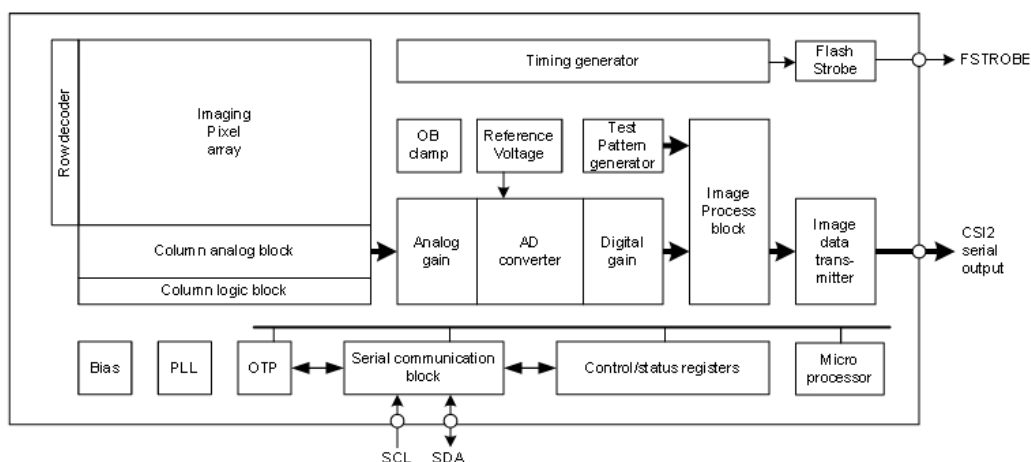 Row decoder
Imaging
Pixel
array
Timing generator
Flash
Strobe
FSTROBE
OB
clamp
Reference
Voltage
Test
Pattern
generator
Column analog block
Column logic block
Analog
gain
AD
converter
Digital
gain
Image
Process
block
Image
data
trans-
mitter
CSI2
serial
output
Bias
PLL
OTP
Serial communication
block
Control/status registers
Micro
processor
SCL
SDA